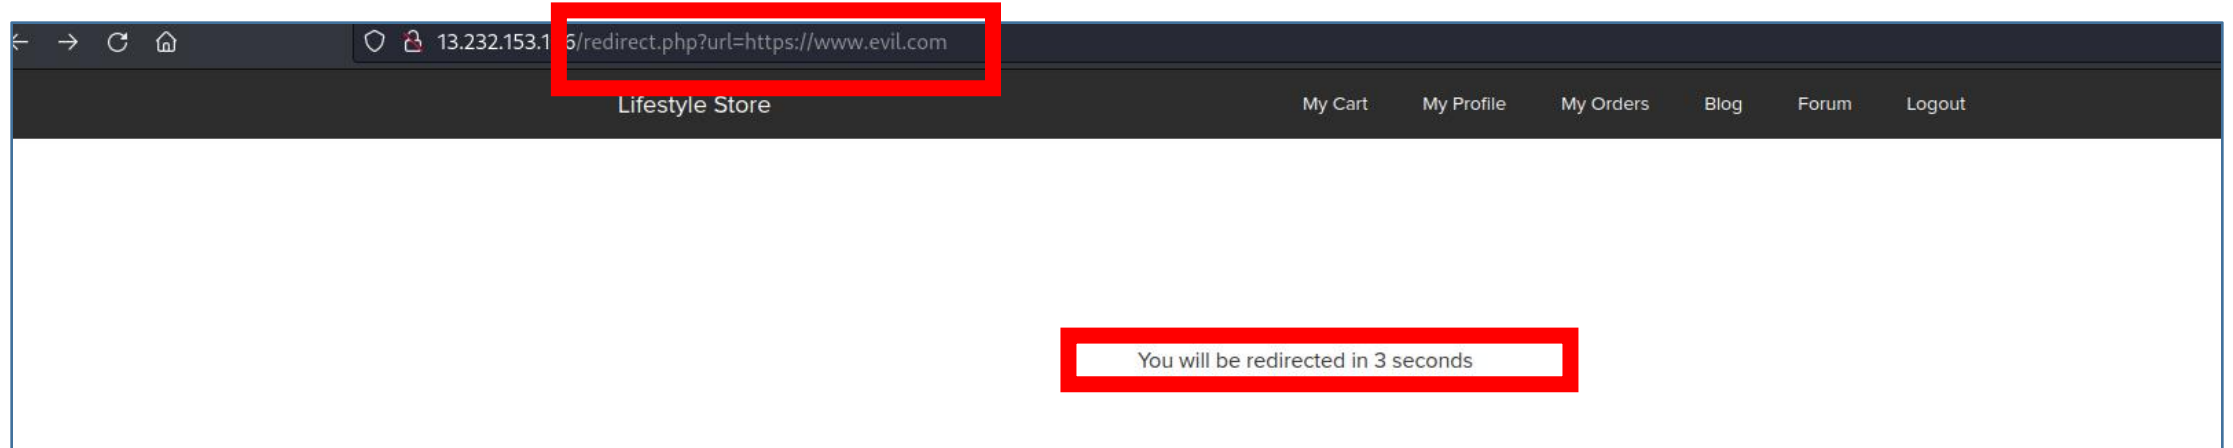 13.232.153.1 6/redirect.php?url=https://www.evil.com
Lifestyle Store My Cart My Profile My Orders Blog Forum Logout
You will be redirected in 3 seconds